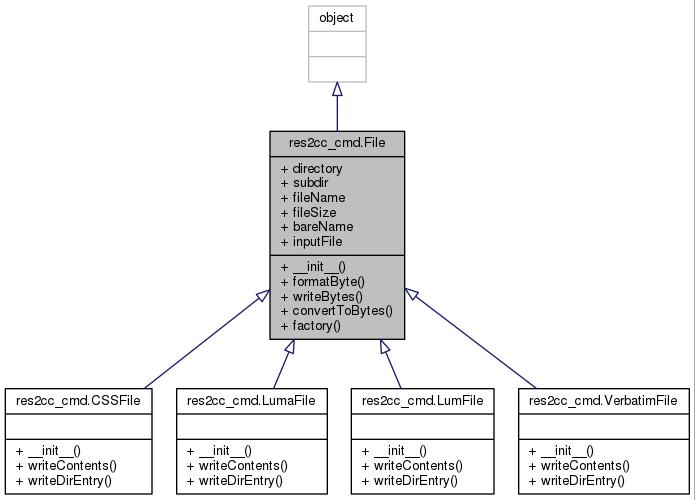 object
res2cc_cmd.File
+ directory
+ subdir
+ fileName
+ fileSize
+ bareName
+ inputFile
+ __init__()
+ formatByte()
+ writeBytes()
+ convertToBytes()
+ factory()
res2cc_cmd.CSSFile
+ __init__()
+ writeContents()
+ writeDirEntry()
res2cc_cmd.LumaFile
+ __init__()
+ writeContents()
+ writeDirEntry()
res2cc_cmd.LumFile
+ __init__()
+ writeContents()
+ writeDirEntry()
res2cc_cmd.VerbatimFile
+ __init__()
+ writeContents()
+ writeDirEntry()